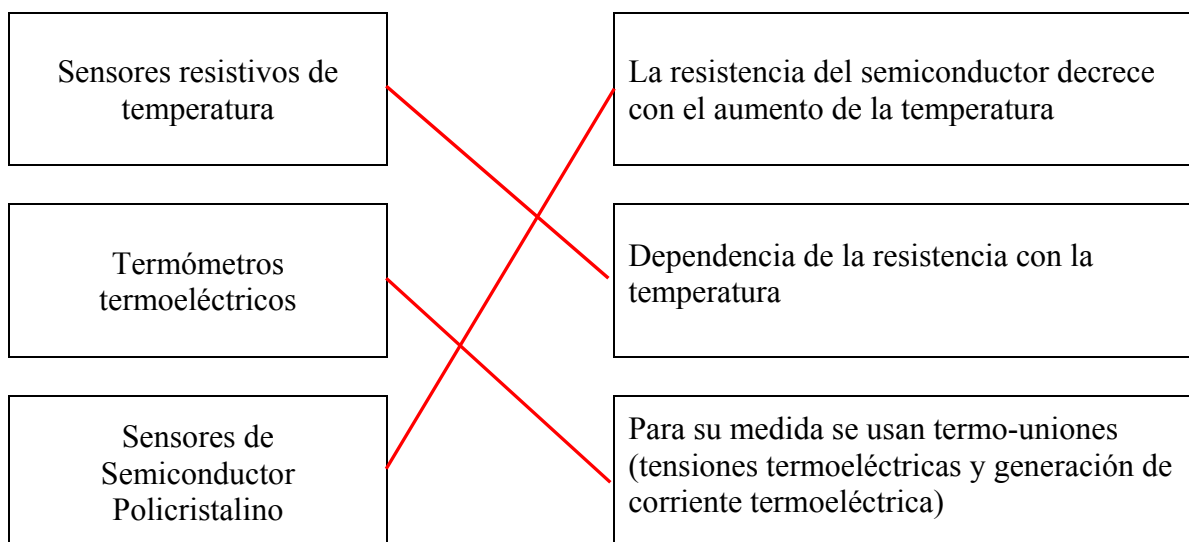 Sensores resistivos de
temperatura
La resistencia del semiconductor decrece
con el aumento de la temperatura
Termómetros
termoeléctricos
Dependencia de la resistencia con la
temperatura
Sensores de
Semiconductor
Policristalino
Para su medida se usan termo-uniones
(tensiones termoeléctricas y generación de
corriente termoeléctrica)